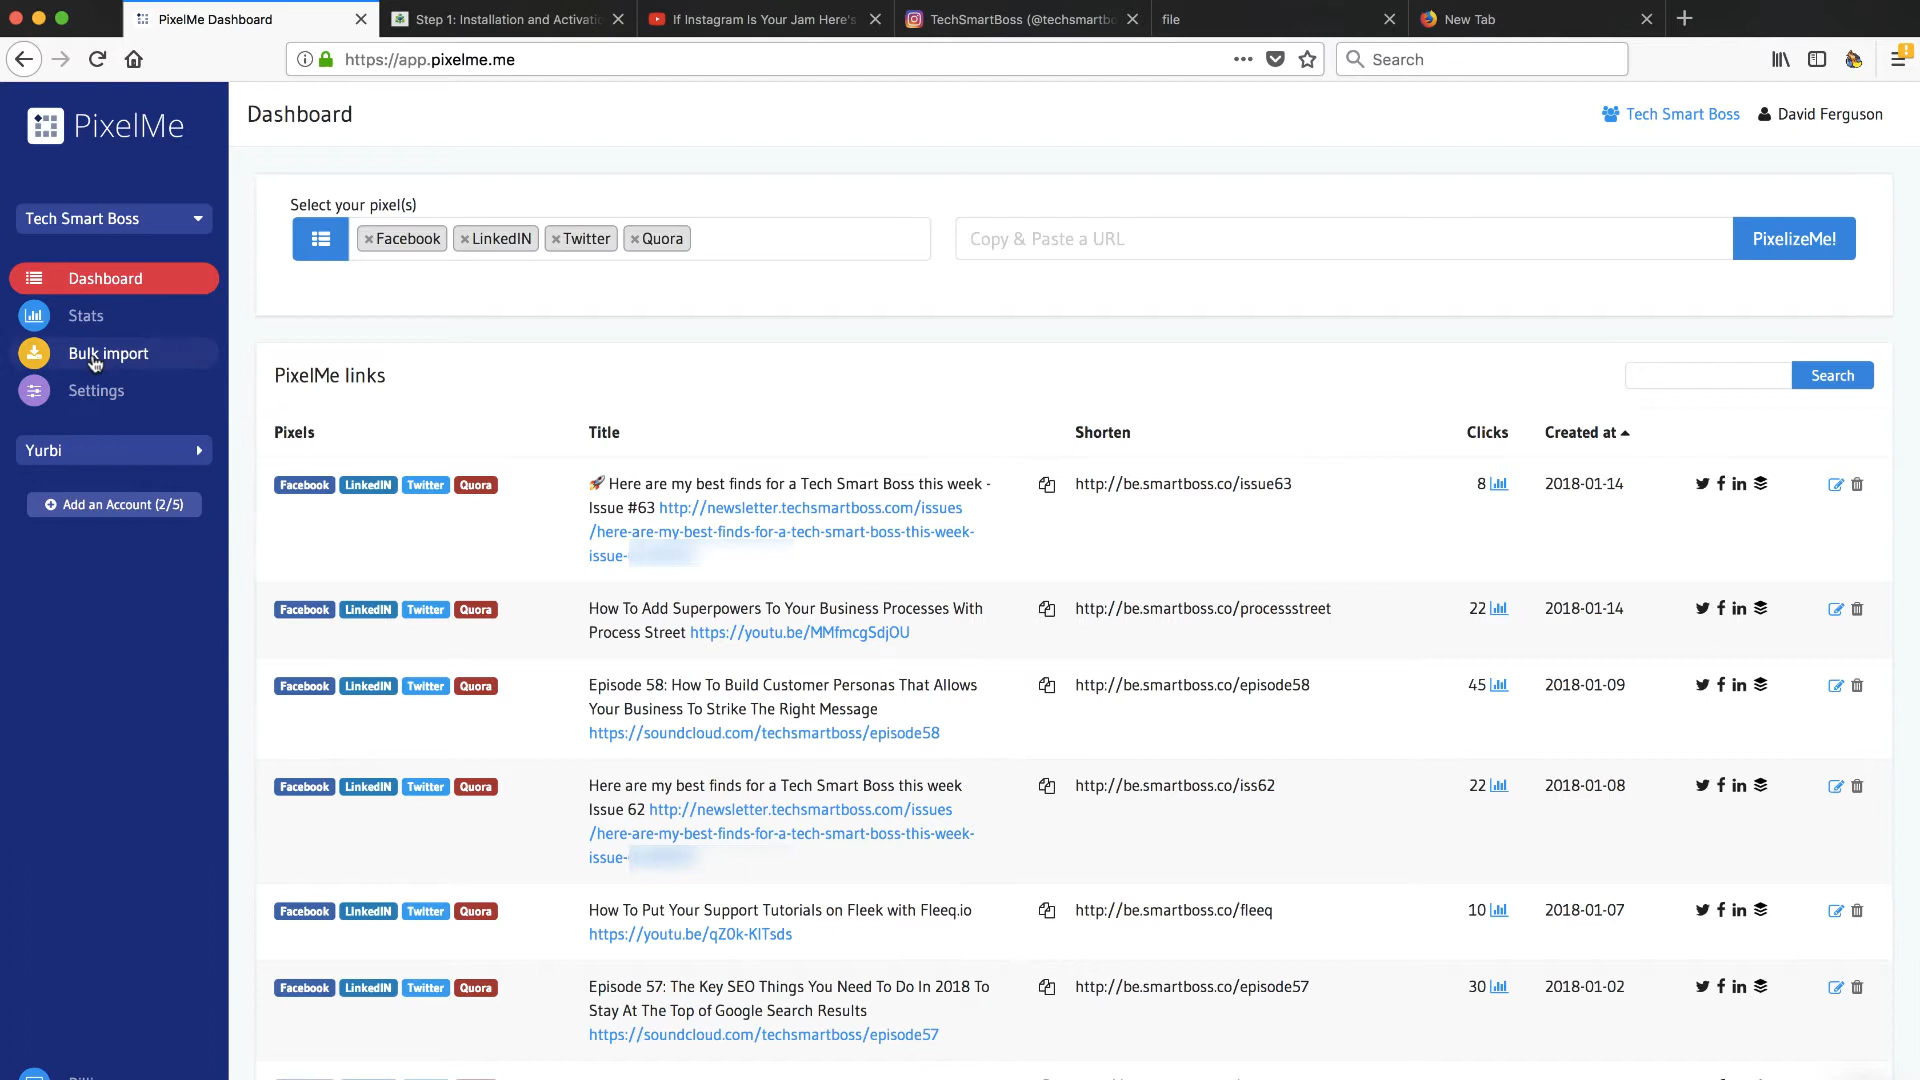 PixelMe Dashboard
Step 1: Installation and Activati
If Instagram Is Your Jam Here's
TechSmartBoss (@techsmartbo
file
New Tab
https://app.pixelme.me
Search
PixelMe
Dashboard
Tech Smart Boss
David Ferguson
Tech Smart Boss
Dashboard
Stats
Bulk import
Settings
Yurbi
Add an Account (2/5)
Select your pixel(s)
×Facebook ×LinkedIN ×Twitter ×Quora
Copy & Paste a URL
PixelizeMe!
PixelMe links
Search
Pixels Title Shorten Clicks Created at
Facebook LinkedIN Twitter Quora
🚀 Here are my best finds for a Tech Smart Boss this week -
Issue #63 http://newsletter.techsmartboss.com/issues
/here-are-my-best-finds-for-a-tech-smart-boss-this-week-
issue-
http://be.smartboss.co/issue63
8
2018-01-14
Facebook LinkedIN Twitter Quora
How To Add Superpowers To Your Business Processes With
Process Street https://youtu.be/MMfmcgSdjOU
http://be.smartboss.co/processstreet
22
2018-01-14
Facebook LinkedIN Twitter Quora
Episode 58: How To Build Customer Personas That Allows
Your Business To Strike The Right Message
https://soundcloud.com/techsmartboss/episode58
http://be.smartboss.co/episode58
45
2018-01-09
Facebook LinkedIN Twitter Quora
Here are my best finds for a Tech Smart Boss this week
Issue 62 http://newsletter.techsmartboss.com/issues
/here-are-my-best-finds-for-a-tech-smart-boss-this-week-
issue-
http://be.smartboss.co/iss62
22
2018-01-08
Facebook LinkedIN Twitter Quora
How To Put Your Support Tutorials on Fleek with Fleeq.io
https://youtu.be/qZ0k-KlTsds
http://be.smartboss.co/fleeq
10
2018-01-07
Facebook LinkedIN Twitter Quora
Episode 57: The Key SEO Things You Need To Do In 2018 To
Stay At The Top of Google Search Results
https://soundcloud.com/techsmartboss/episode57
http://be.smartboss.co/episode57
30
2018-01-02